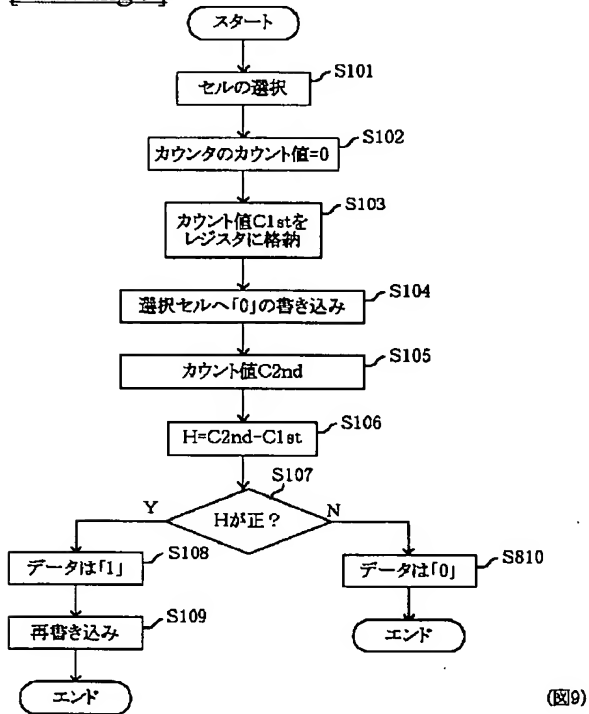 スタート
S101
セルの選択
S102
カウンタのカウント値=0
S103
カウント値C1stを
レジスタに格納
S104
選択セルへ「0」の書き込み
S105
カウント値C2nd
S106
H=C2nd-C1st
S107
Y
Hが正？
N
S108
データは「1」
S810
データは「0」
S109
再書き込み
エンド
エンド
(図9)